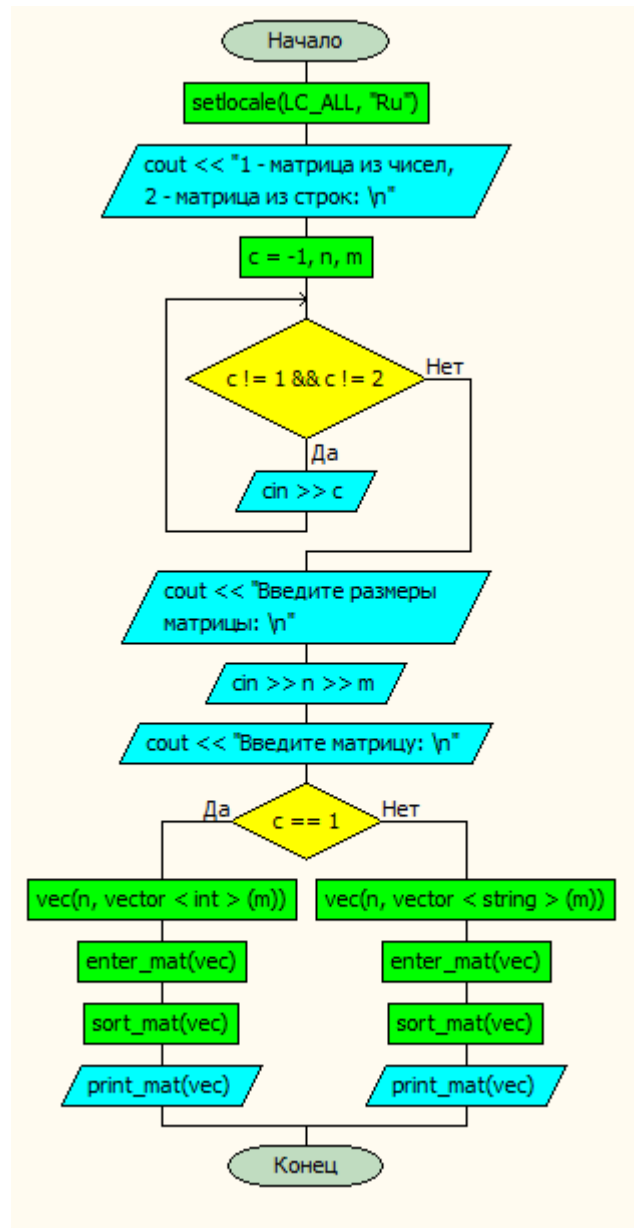 Начало
setlocale(LC_ALL, "Ru")
cout << "1 - матрица из чисел,
2 - матрица из строк: \n"
c = -1, n, m
c != 1 && c != 2
Нет
Да
cin >> c
cout << "Введите размеры
матрицы: \n"
cin >> n >> m
cout << "Введите матрицу: \n"
Да
c == 1
Нет
vec(n, vector < int > (m))
vec(n, vector < string > (m))
enter_mat(vec)
enter_mat(vec)
sort_mat(vec)
sort_mat(vec)
print_mat(vec)
print_mat(vec)
Конец